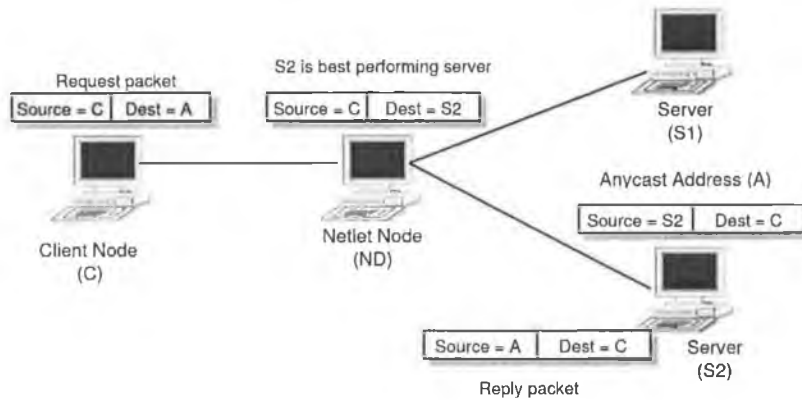 Request packet
Source = C Dest = A
Client Node
(C)
S2 is best performing server
Source = C Dest = S2
Netlet Node
(ND)
Server
(S1)
Anycast Address (A)
Source = S2 Dest = C
Server
(S2)
Source = A Dest = C
Reply packet